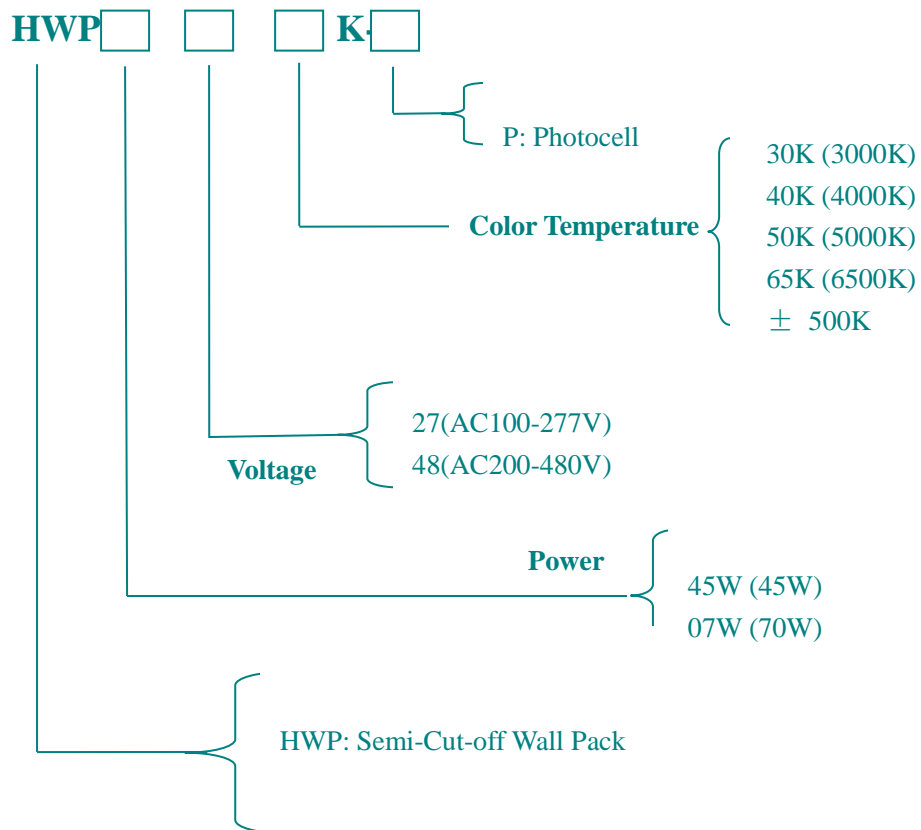 HWP K-
P: Photocell
30K (3000K)
40K (4000K)
Color Temperature
50K (5000K)
65K (6500K)
± 500K
27(AC100-277V)
48(AC200-480V)
Voltage
Power
45W (45W)
07W (70W)
HWP: Semi-Cut-off Wall Pack